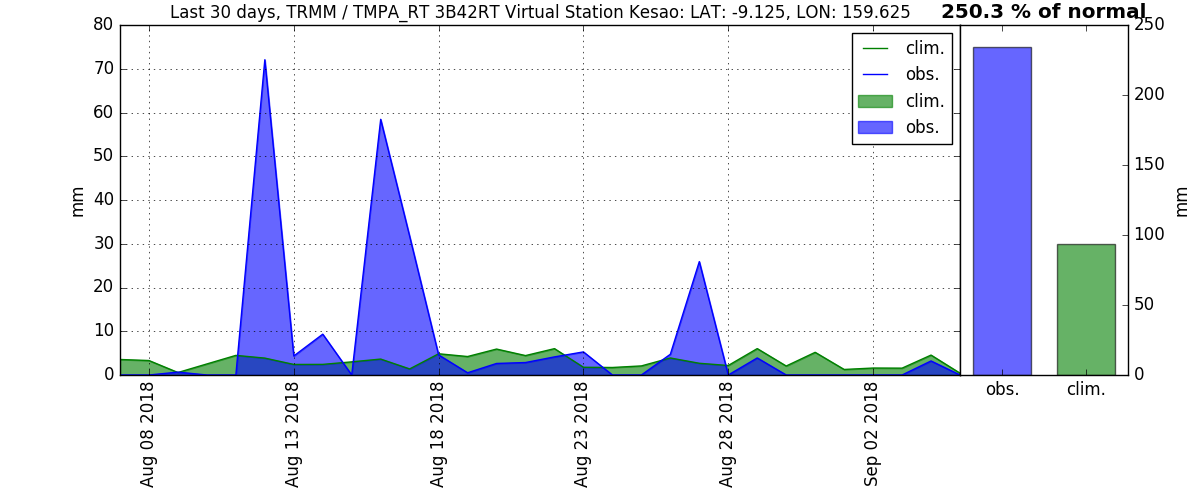 Last 30 days, TRMM / TMPA_RT 3B42RT Virtual Station Kesao: LAT: -9.125, LON: 159.625
250.3 % of normal
80
70
60
50
40
30
20
10
0
mm
clim.
obs.
clim.
obs.
Aug 08 2018
Aug 13 2018
Aug 18 2018
Aug 23 2018
Aug 28 2018
Sep 02 2018
250
200
150
100
50
0
mm
obs.
clim.